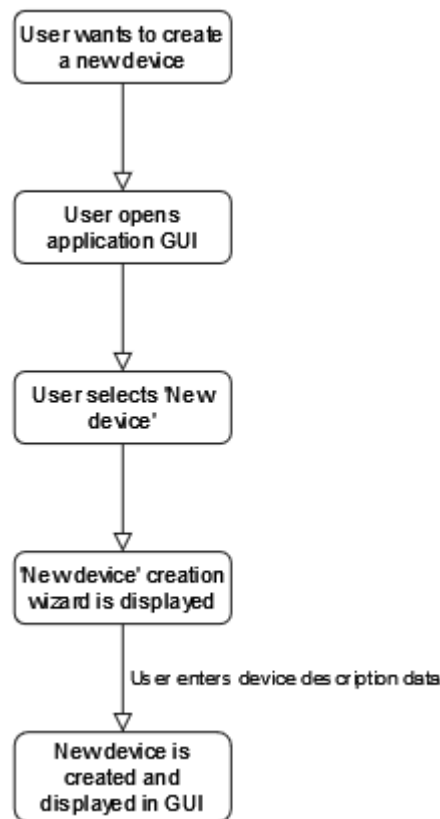 User wants to create
a new device
User opens
application GUI
User selects 'New
device'
'New device' creation
wizard is displayed
User enters device description data
New device is
created and
displayed in GUI